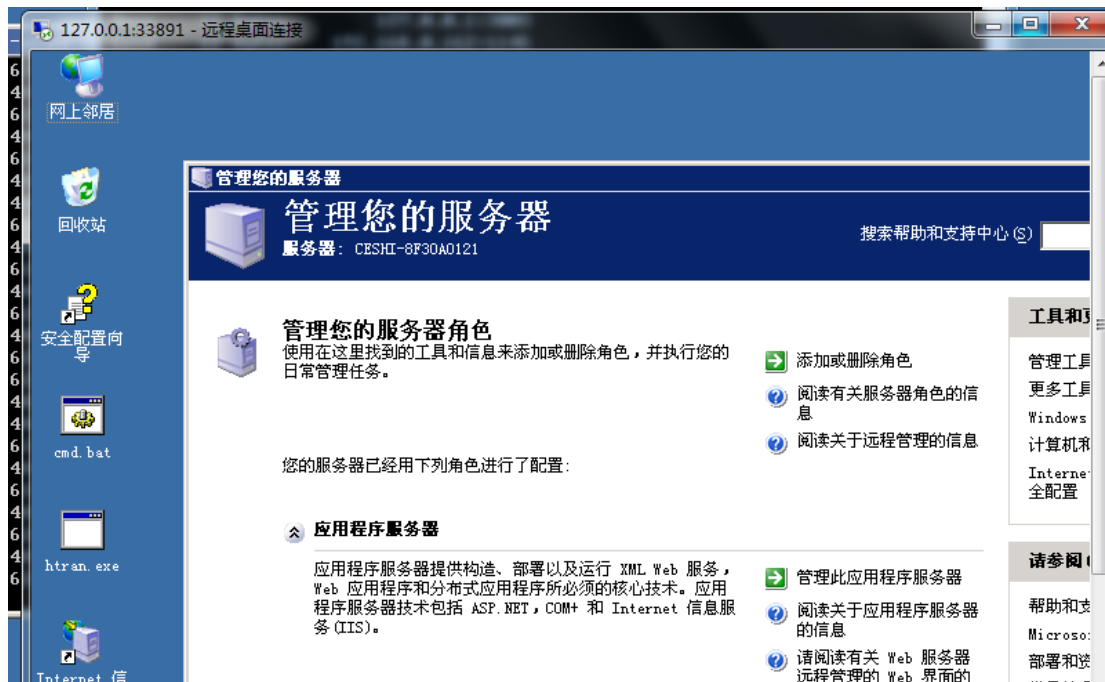 127.0.0.1:33891 - 远程桌面连接
网上邻居
回收站
安全配置向
导
cmd.bat
htran.exe
Internet 信
管理您的服务器
管理您的服务器
服务器: CESHI-8F30A0121
搜索帮助和支持中心(S)
管理您的服务器角色
使用在这里找到的工具和信息来添加或删除角色，并执行您的
日常管理任务。
添加或删除角色
阅读有关服务器角色的信
息
阅读关于远程管理的信息
您的服务器已经用下列角色进行了配置:
应用程序服务器
应用程序服务器提供构造、部署以及运行 XML Web 服务，
Web 应用程序和分布式应用程序所必须的核心技术。应用
程序服务器技术包括 ASP.NET，COM+ 和 Internet 信息服
务(IIS)。
管理此应用程序服务器
阅读关于应用程序服务器
的信息
请阅读有关 Web 服务器
远程管理的 Web 界面的
工具和更
管理工具
更多工具
Windows
计算机和
Interne
全配置
请参阅
帮助和支
Microso
部署和资